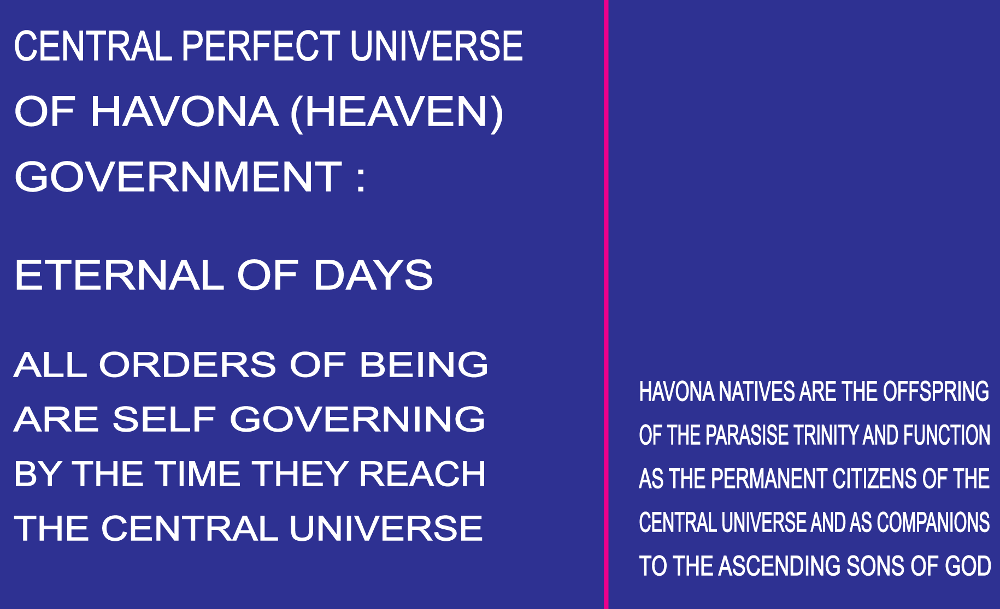 CENTRAL PERFECT UNIVERSE
OF HAVONA (HEAVEN)
GOVERNMENT :
ETERNAL OF DAYS
ALL ORDERS OF BEING
ARE SELF GOVERNING
BY THE TIME THEY REACH
THE CENTRAL UNIVERSE
HAVONA NATIVES ARE THE OFFSPRING
OF THE PARASISE TRINITY AND FUNCTION
AS THE PERMANENT CITIZENS OF THE
CENTRAL UNIVERSE AND AS COMPANIONS
TO THE ASCENDING SONS OF GOD